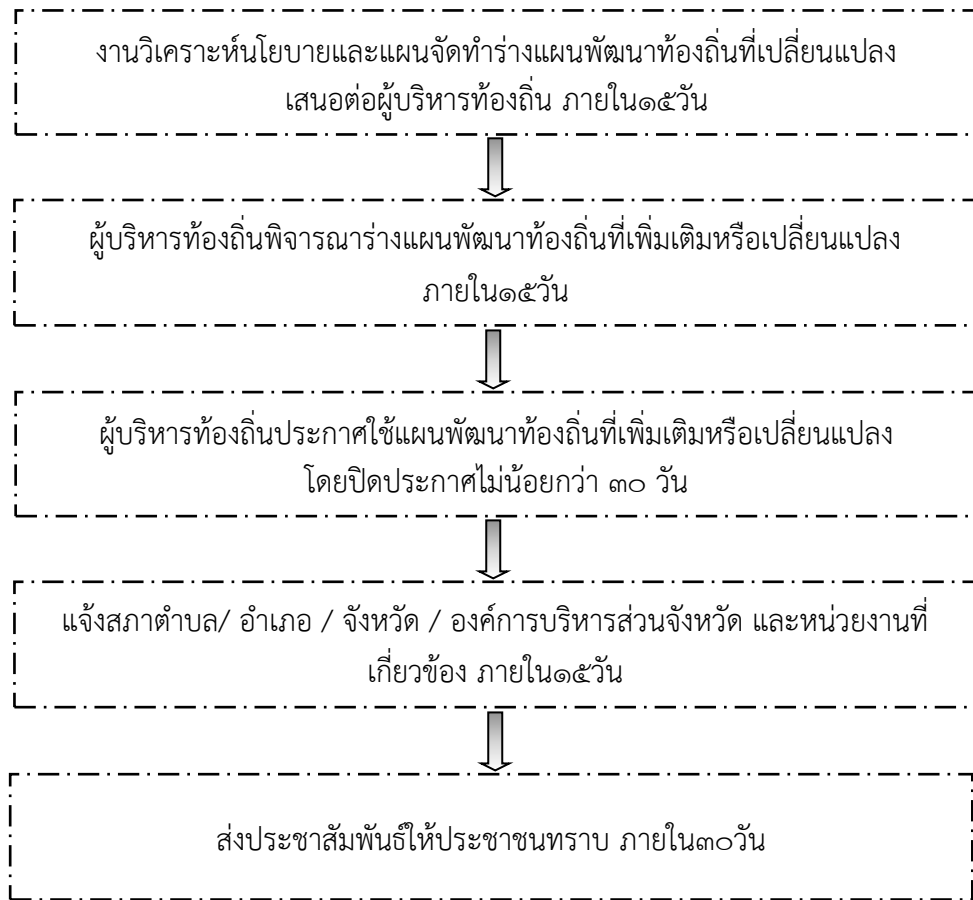 งานวิเคราะห์นโยบายและแผนจัดทำร่างแผนพัฒนาท้องถิ่นที่เปลี่ยนแปลง
เสนอต่อผู้บริหารท้องถิ่น ภายใน๑๕วัน
ผู้บริหารท้องถิ่นพิจารณาร่างแผนพัฒนาท้องถิ่นที่เพิ่มเติมหรือเปลี่ยนแปลง
ภายใน๑๕วัน
ผู้บริหารท้องถิ่นประกาศใช้แผนพัฒนาท้องถิ่นที่เพิ่มเติมหรือเปลี่ยนแปลง
โดยปิดประกาศไม่น้อยกว่า ๓๐ วัน
แจ้งสภาตำบล/ อำเภอ / จังหวัด / องค์การบริหารส่วนจังหวัด และหน่วยงานที่
เกี่ยวข้อง ภายใน๑๕วัน
ส่งประชาสัมพันธ์ให้ประชาชนทราบ ภายใน๓๐วัน